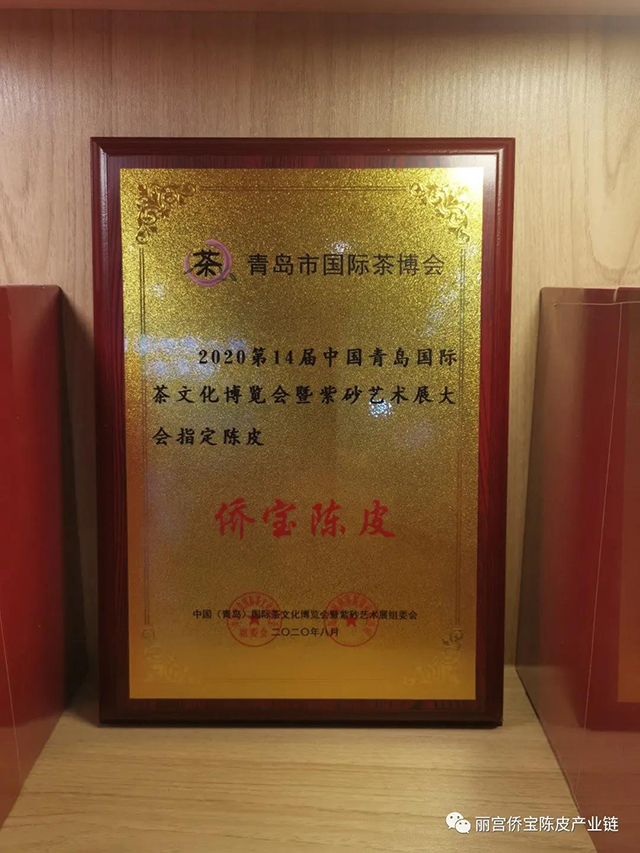 茶 青岛市国际茶博会
2020第14届中国青岛国际
茶文化博览会暨紫砂艺术展大
会指定陈皮
侨宝陈皮
中国（青岛）国际茶文化博览会暨紫砂艺术展组委会
二〇二〇年八月
组委会
丽宫侨宝陈皮产业链